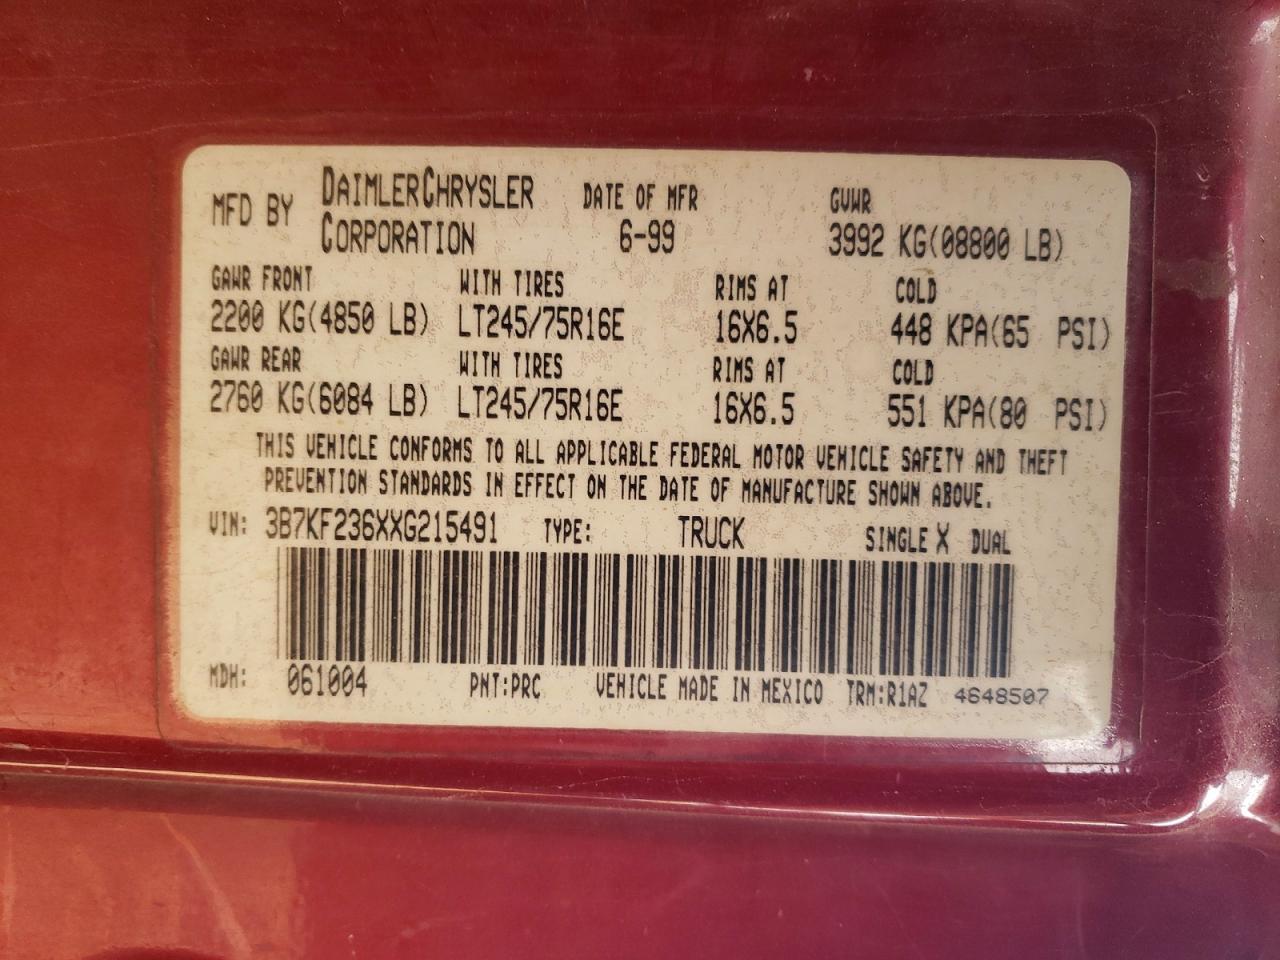 MFD BY DAIMLERCHRYSLER CORPORATION DATE OF MFR 6-99 GVWR 3992 KG(08800 LB)
GAWR FRONT WITH TIRES RIMS AT COLD
2200 KG(4850 LB) LT245/75R16E 16X6.5 448 KPA(65 PSI)
GAWR REAR WITH TIRES RIMS AT COLD
2760 KG(6084 LB) LT245/75R16E 16X6.5 551 KPA(80 PSI)
THIS VEHICLE CONFORMS TO ALL APPLICABLE FEDERAL MOTOR VEHICLE SAFETY AND THEFT
PREVENTION STANDARDS IN EFFECT ON THE DATE OF MANUFACTURE SHOWN ABOVE.
VIN: 3B7KF236XXG215491 TYPE: TRUCK SINGLE X DUAL
MDH: 061004 PNT:PRC VEHICLE MADE IN MEXICO TRM:R1AZ 4648507